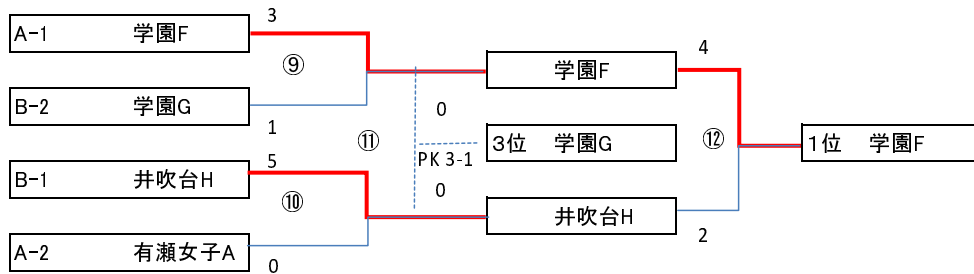 3
A-1 学園F
⑨
B-2 学園G
1
5
B-1 井吹台H
⑩
A-2 有瀬女子A
0
⑪
0
PK 3-1
0
学園F
3位 学園G
井吹台H
4
⑫
2
1位 学園F